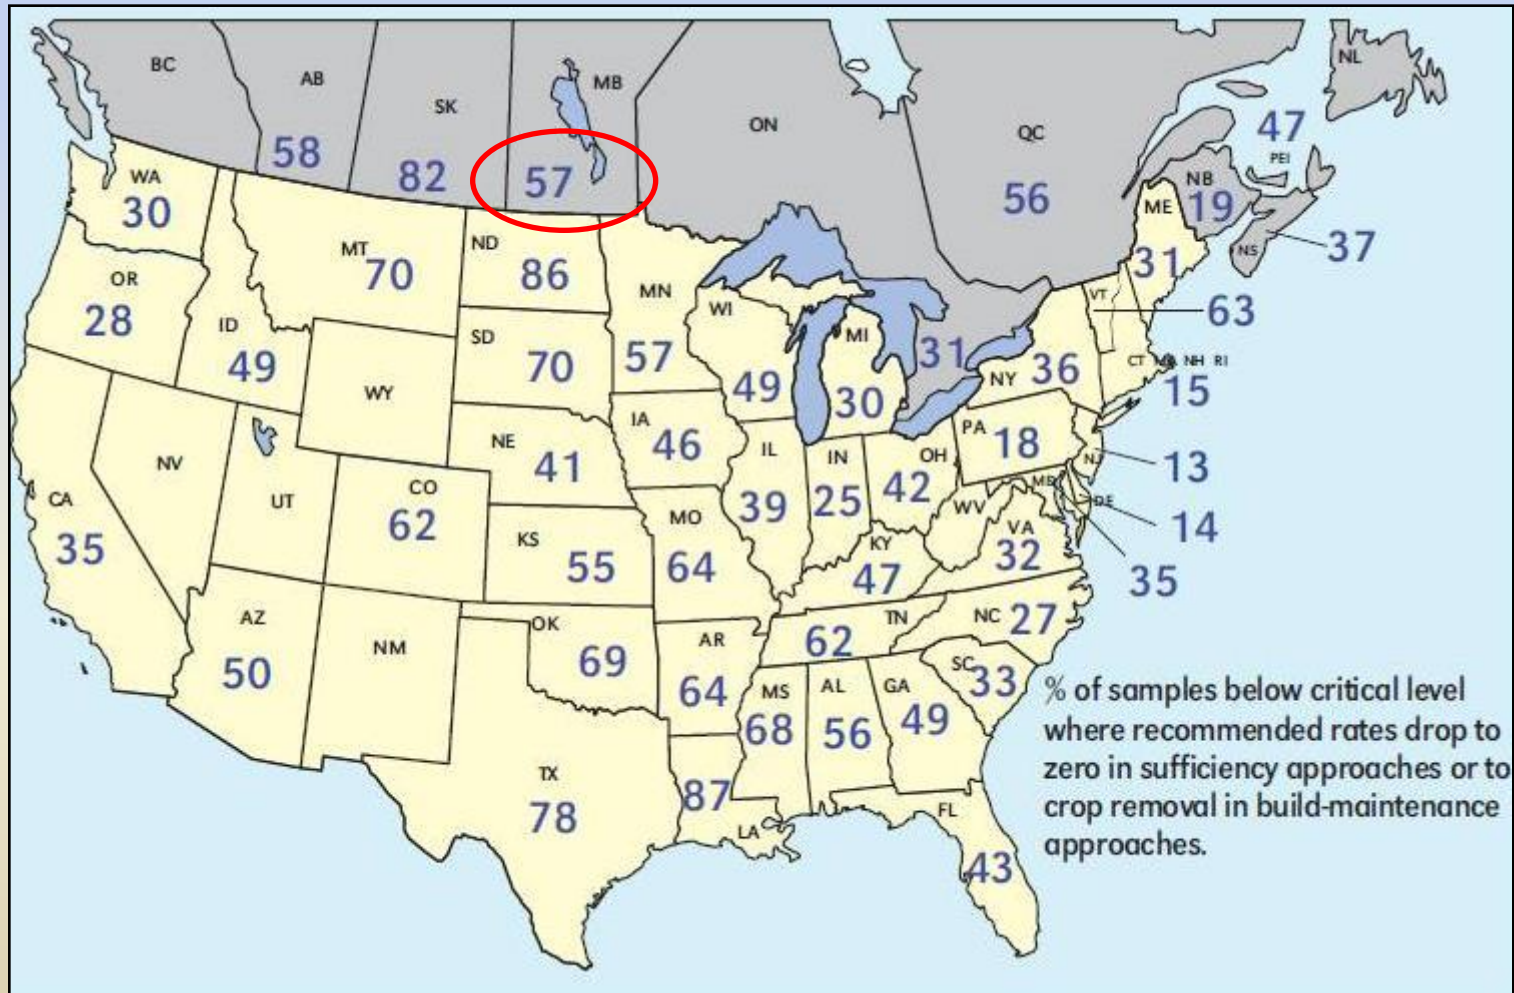 BC
AB
58
SK
82
MB
57
ON
QC
56
NL
47
PEI
NB
19
NS
37
WA
30
OR
28
ID
49
MT
70
ND
86
SD
70
MN
57
WI
49
MI
30
31
ME
31
VT
63
CT MA NH RI
15
NY 36
PA 18
NJ
13
MD
DE
14
35
CA
35
NV
UT
WY
CO
62
NE
41
KS
55
IA
46
MO
64
IL
39
IN
25
OH
42
WV
VA
32
KY
47
TN
62
NC 27
SC
33
AZ
50
NM
OK
69
AR
64
TX
78
87
LA
MS
68
AL
56
GA
49
FL
43
% of samples below critical level
where recommended rates drop to
zero in sufficiency approaches or to
crop removal in build-maintenance
approaches.